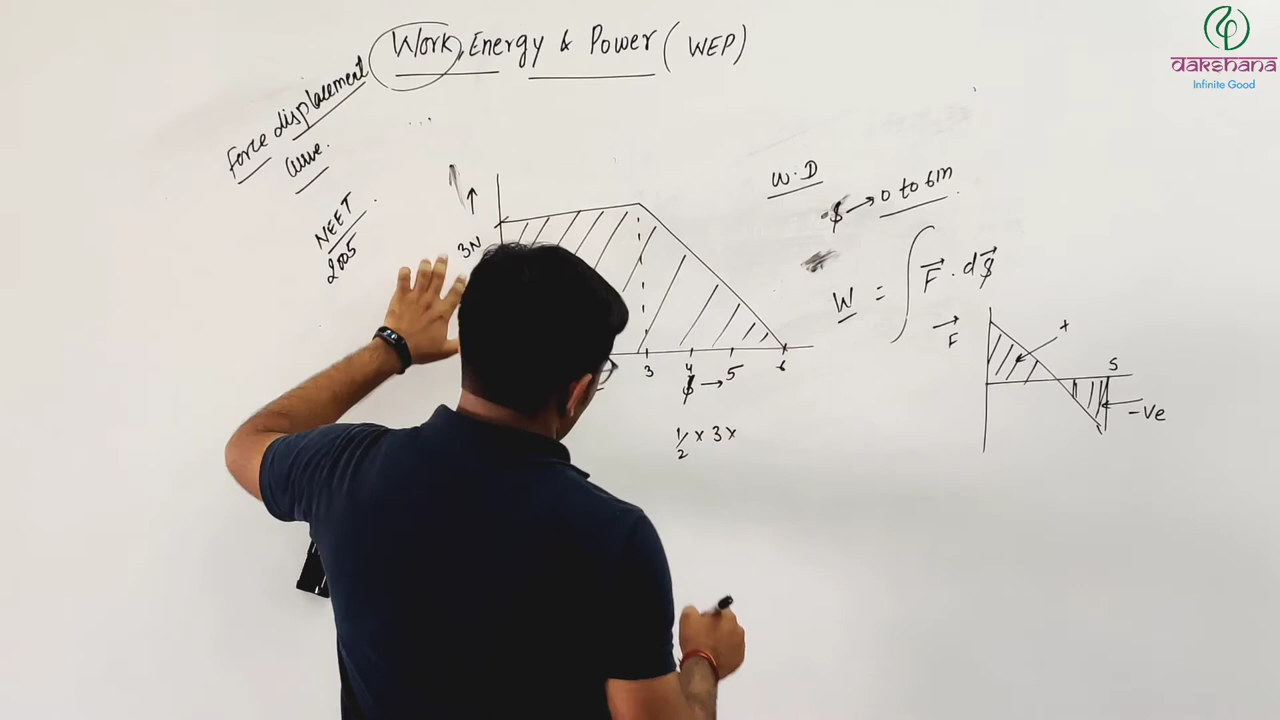 Work, Energy & Power (WEP)
dakshana
Infinite Good
Force displacement
curve.
NEET
2005
3N
W.D
S → 0 to 6m.
W = ∫ F⃗ . dS⃗
F⃗
+
S
-ve
3 4 5 6
S →
1/2 x 3 x